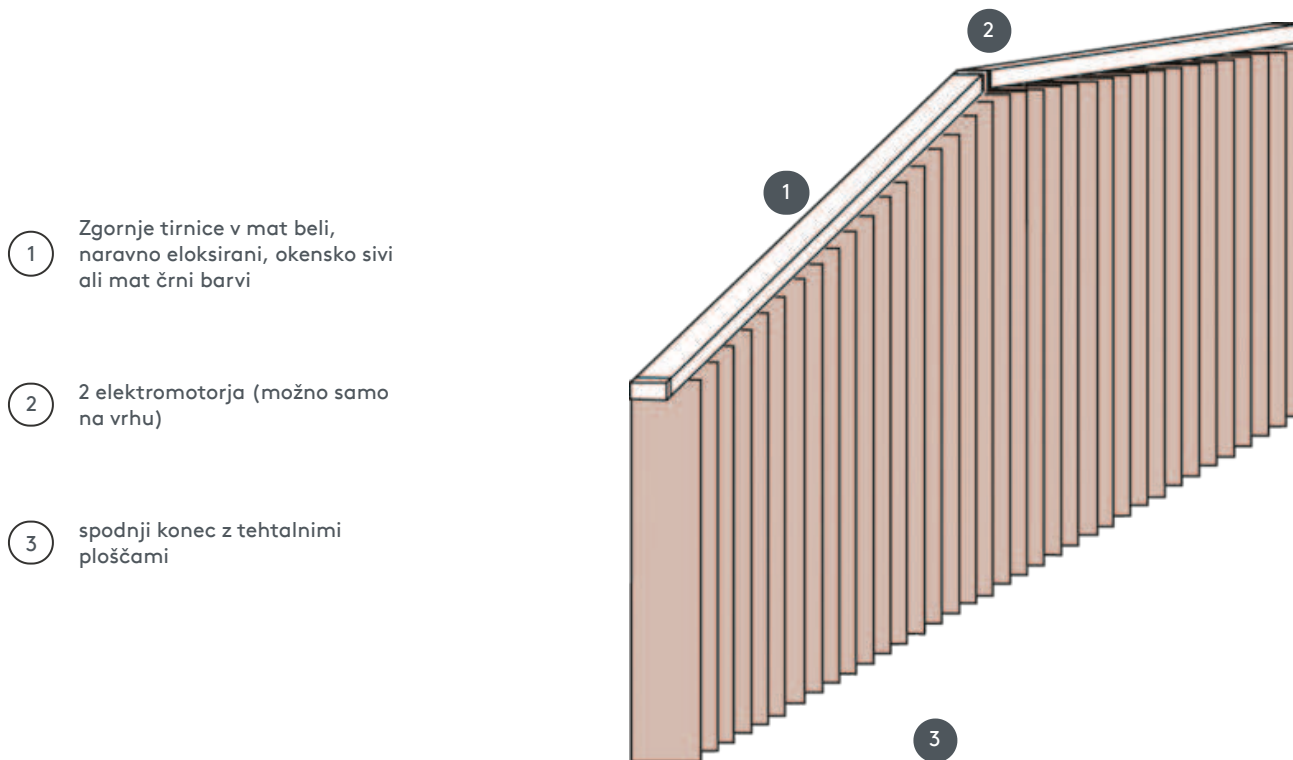 1
Zgornje tirnice v mat beli,
naravno eloksirani, okensko sivi
ali mat črni barvi
2
2 elektromotorja (možno samo
na vrhu)
3
spodnji konec z tehtalnimi
ploščami
2
1
3